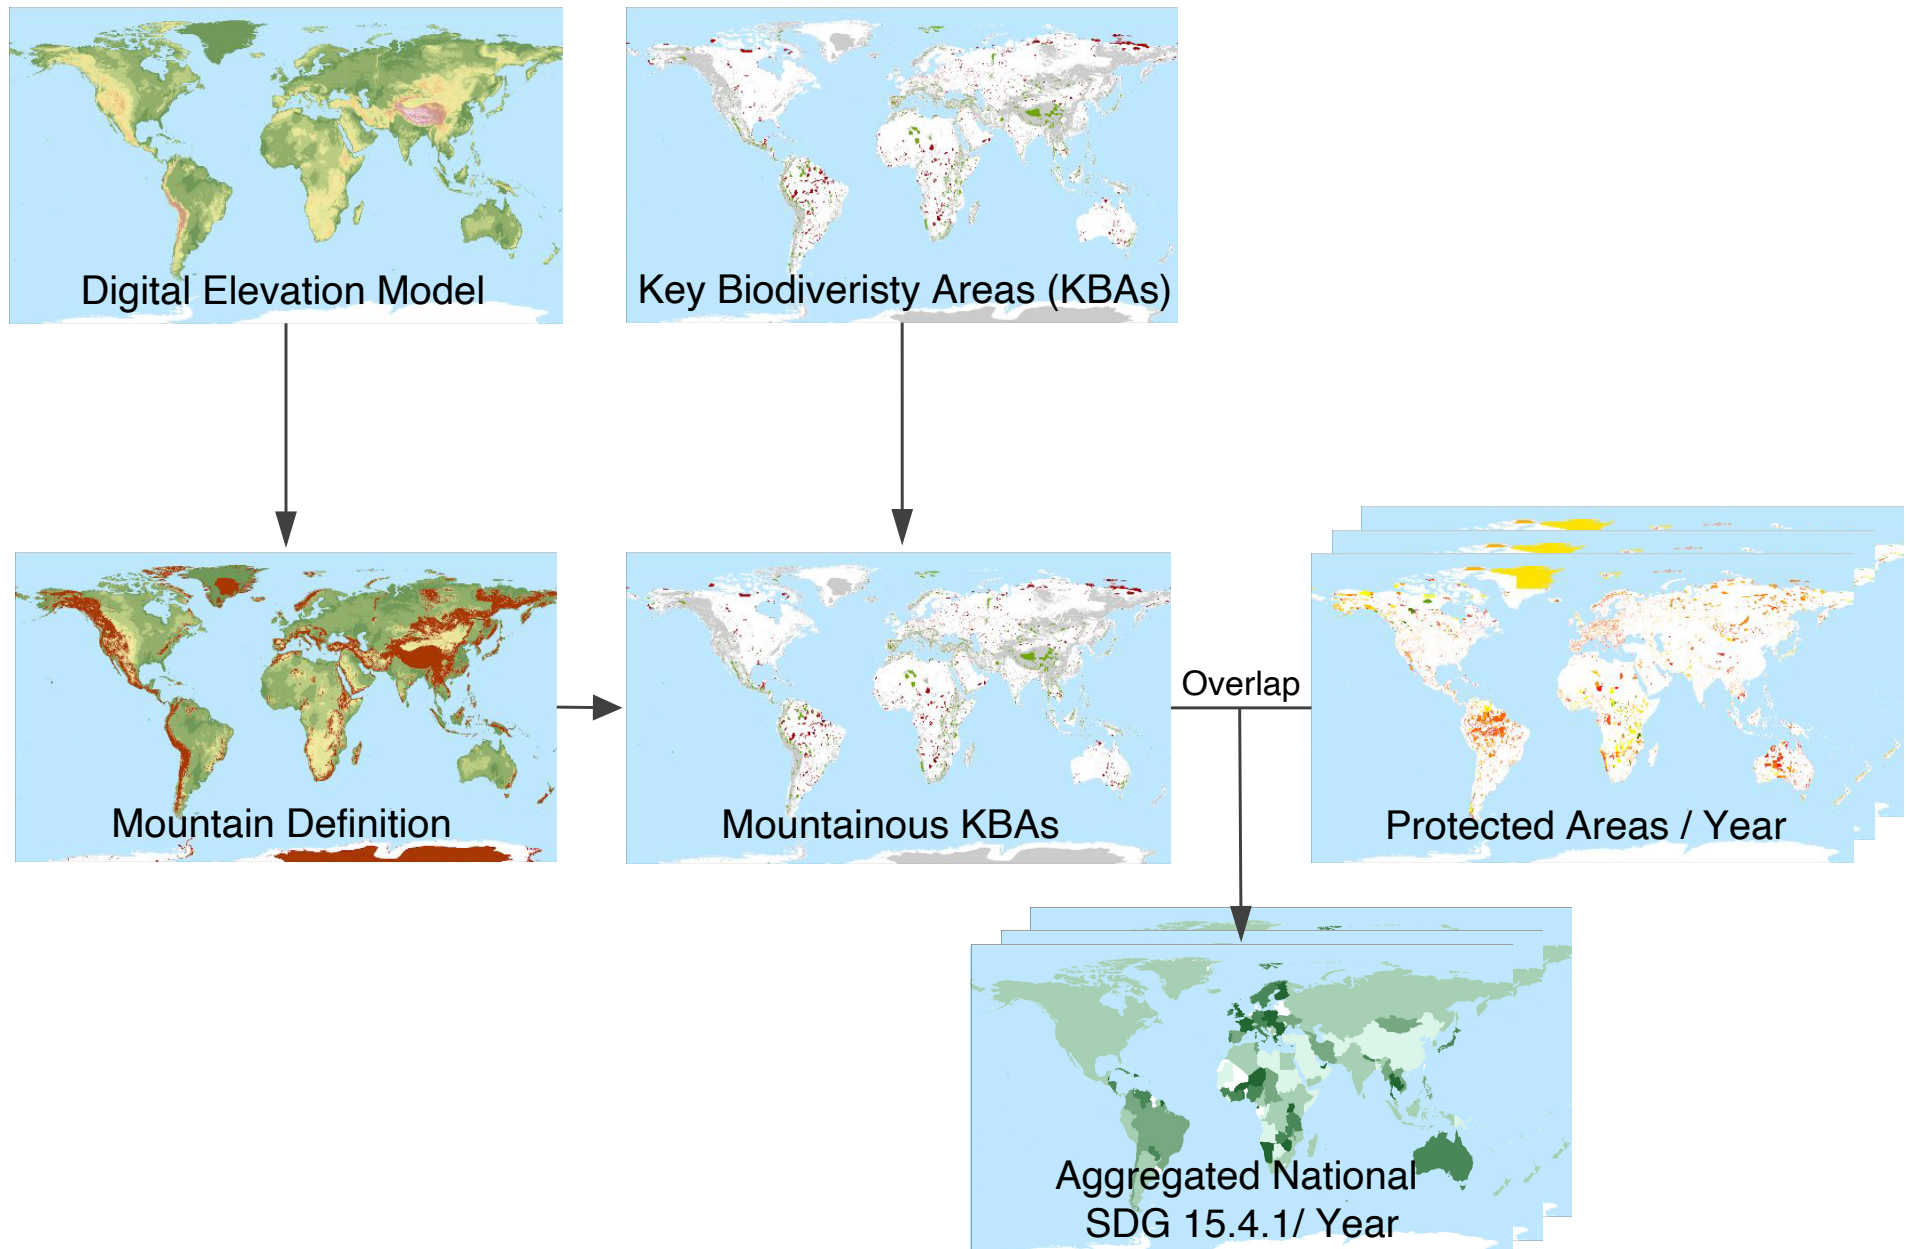 Digital Elevation Model
Key Biodiveristy Areas (KBAs)
Mountain Definition
Mountainous KBAs
Overlap
Protected Areas / Year
Aggregated National
SDG 15.4.1/ Year